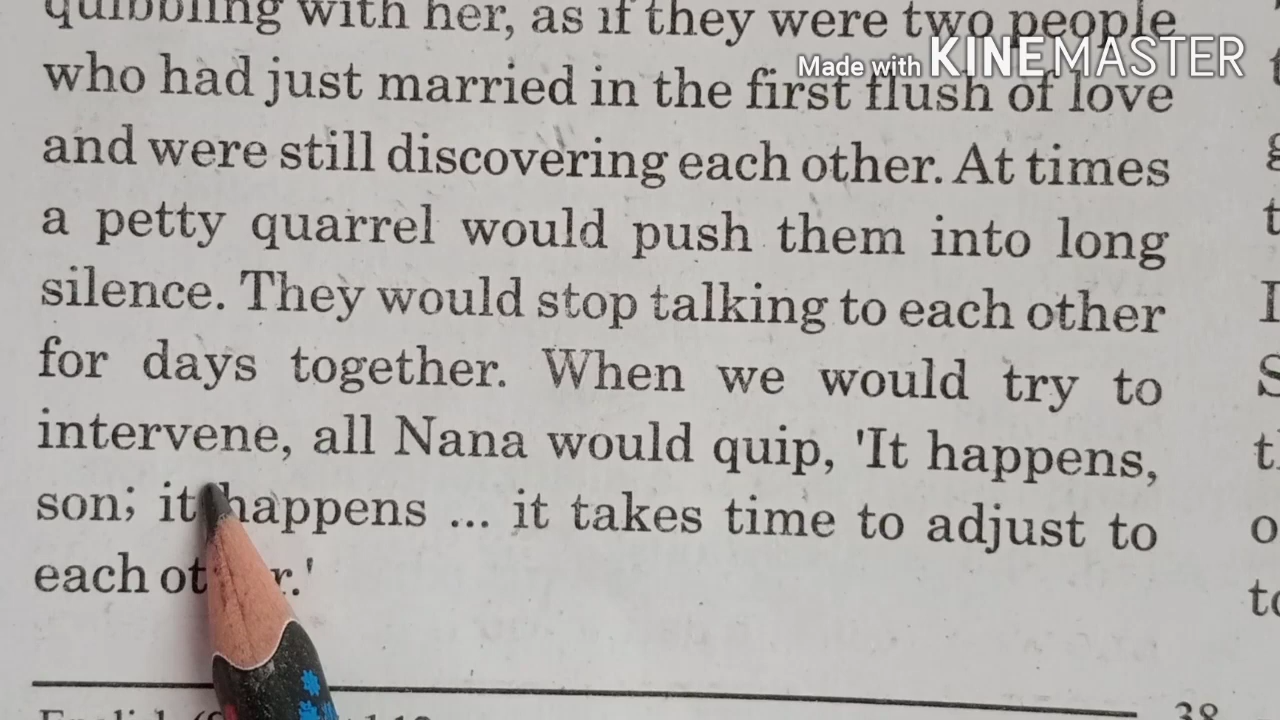 quibbling with her, as if they were two people
Made with KINEMASTER
who had just married in the first flush of love
and were still discovering each other. At times
a petty quarrel would push them into long
silence. They would stop talking to each other
for days together. When we would try to
intervene, all Nana would quip, 'It happens,
son; it happens ... it takes time to adjust to
each other.'
38